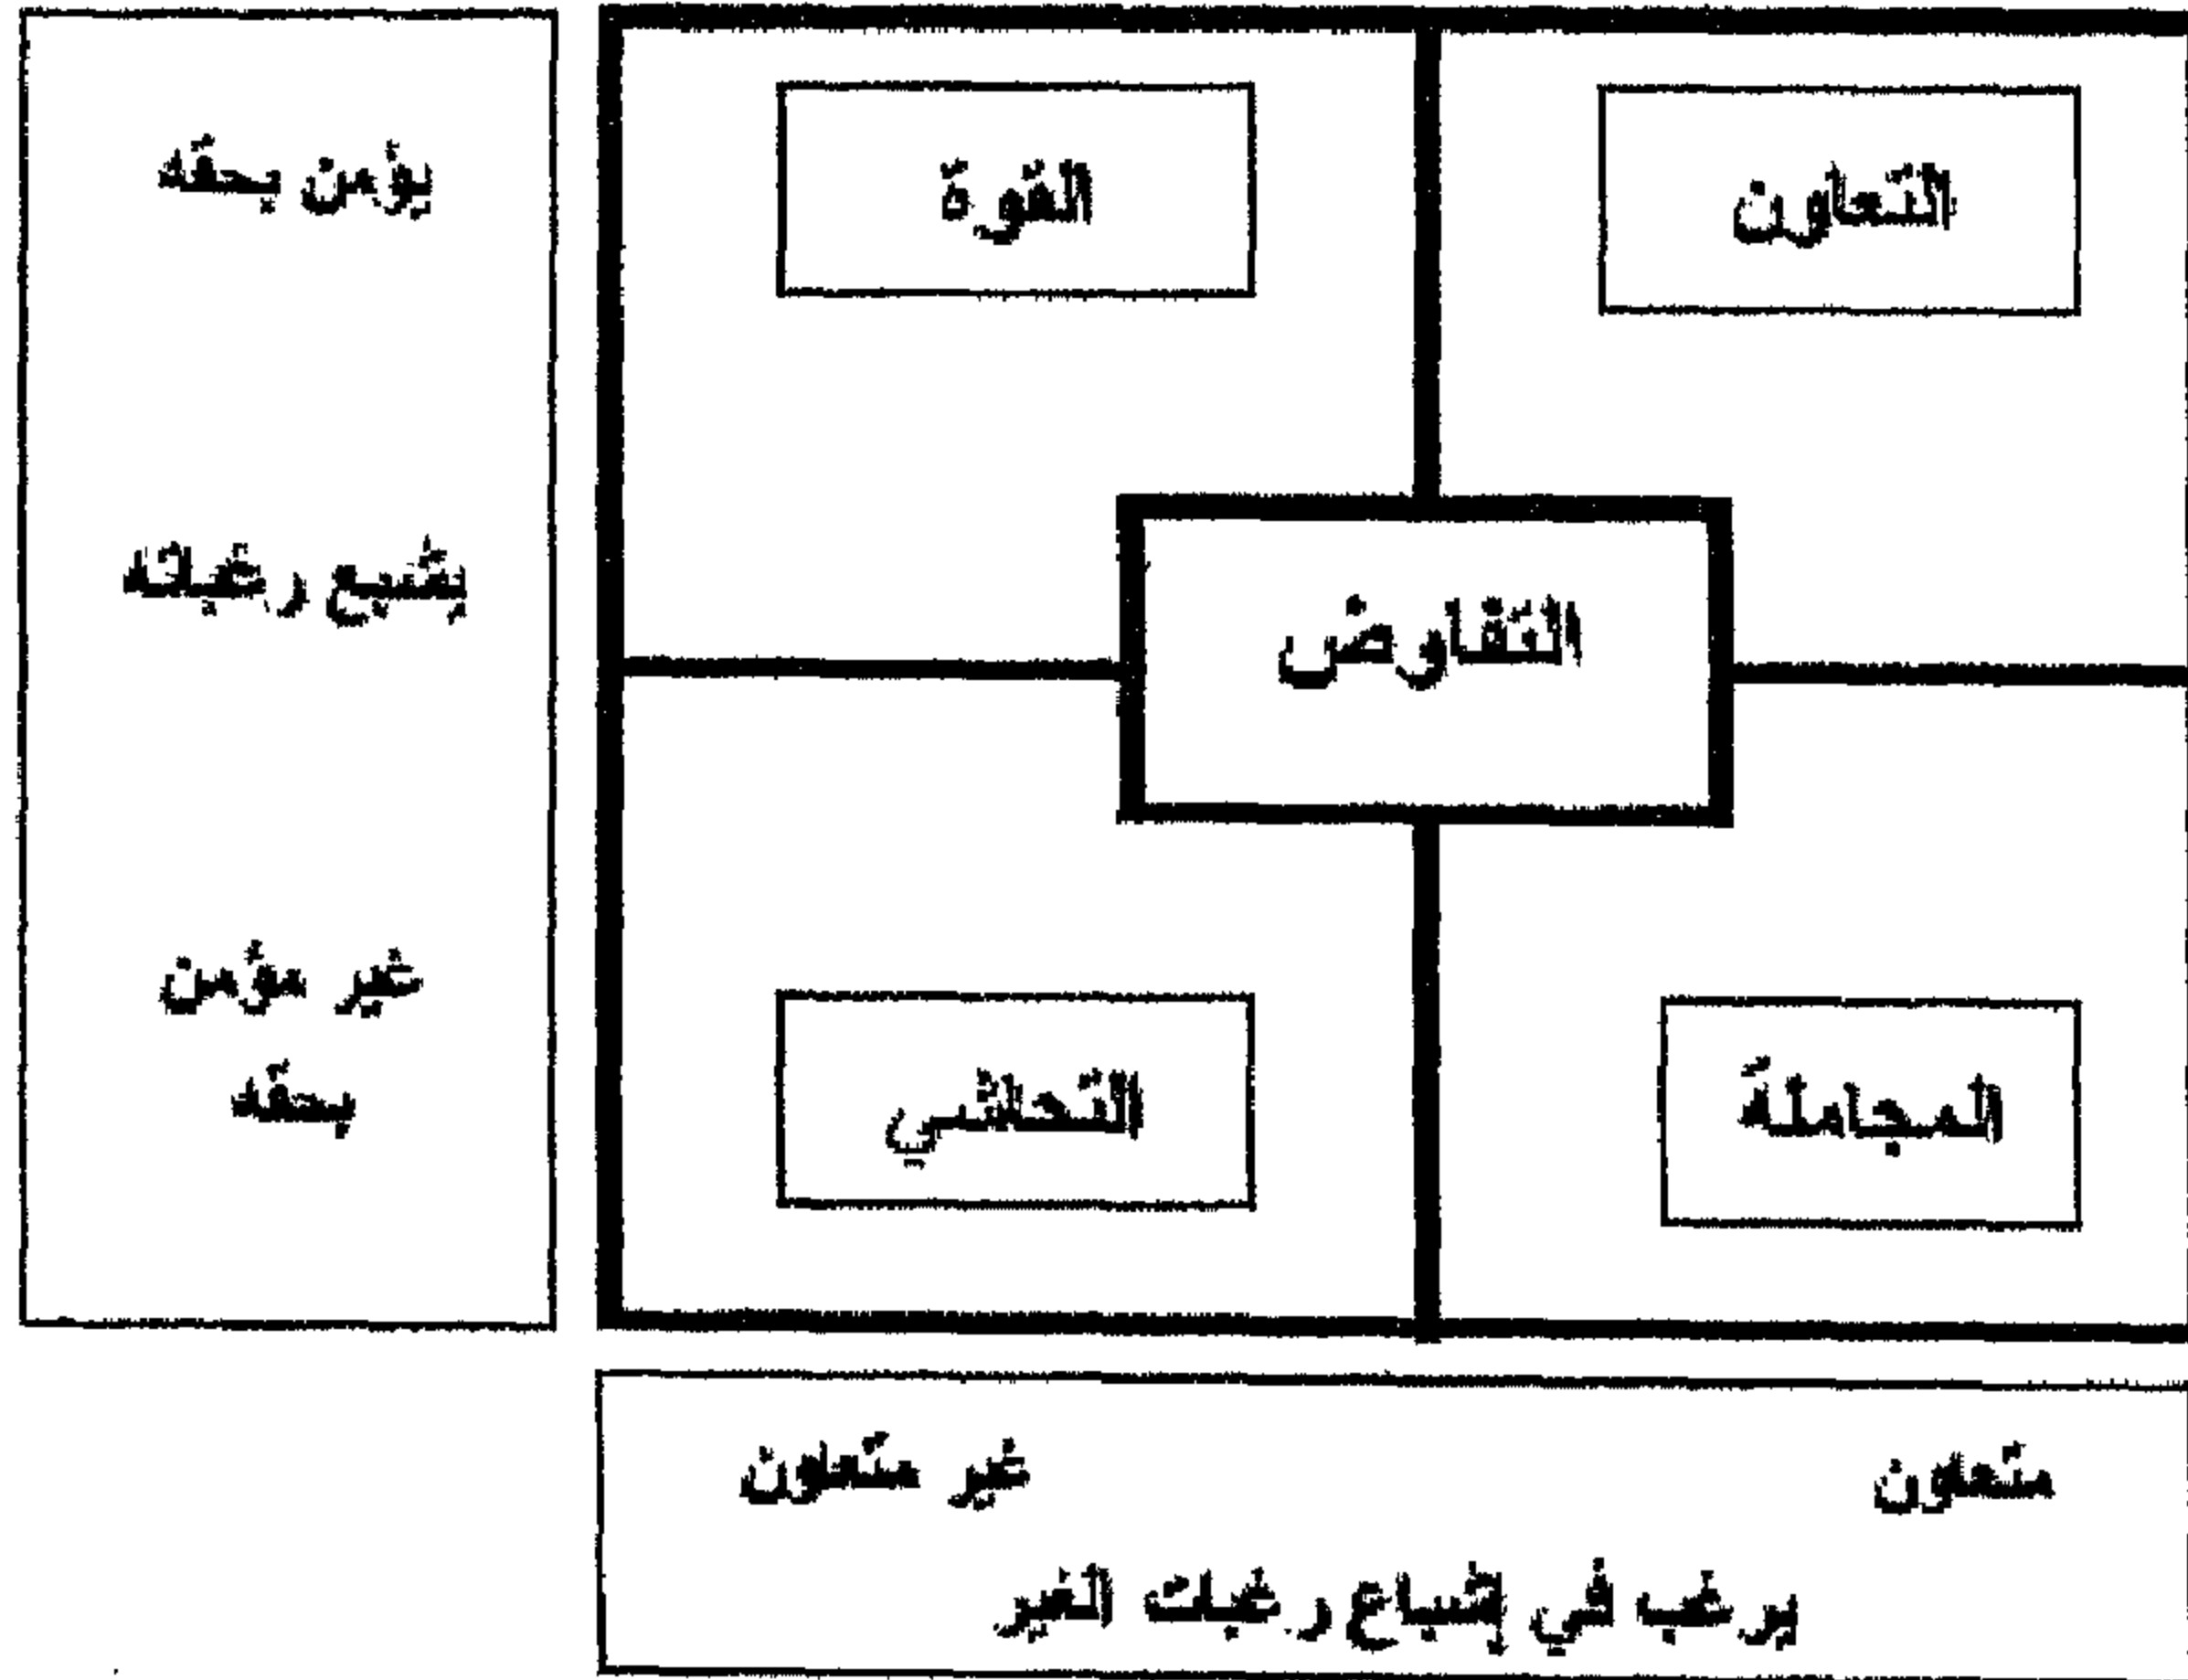 التعاون
القوة
يؤمن بحقه
التفاوض
يشبع رغباته
المجاملة
التحاشي
غير مؤمن
بحقه
متعاون
غير متعاون
يرغب في إشباع رغبات الغير